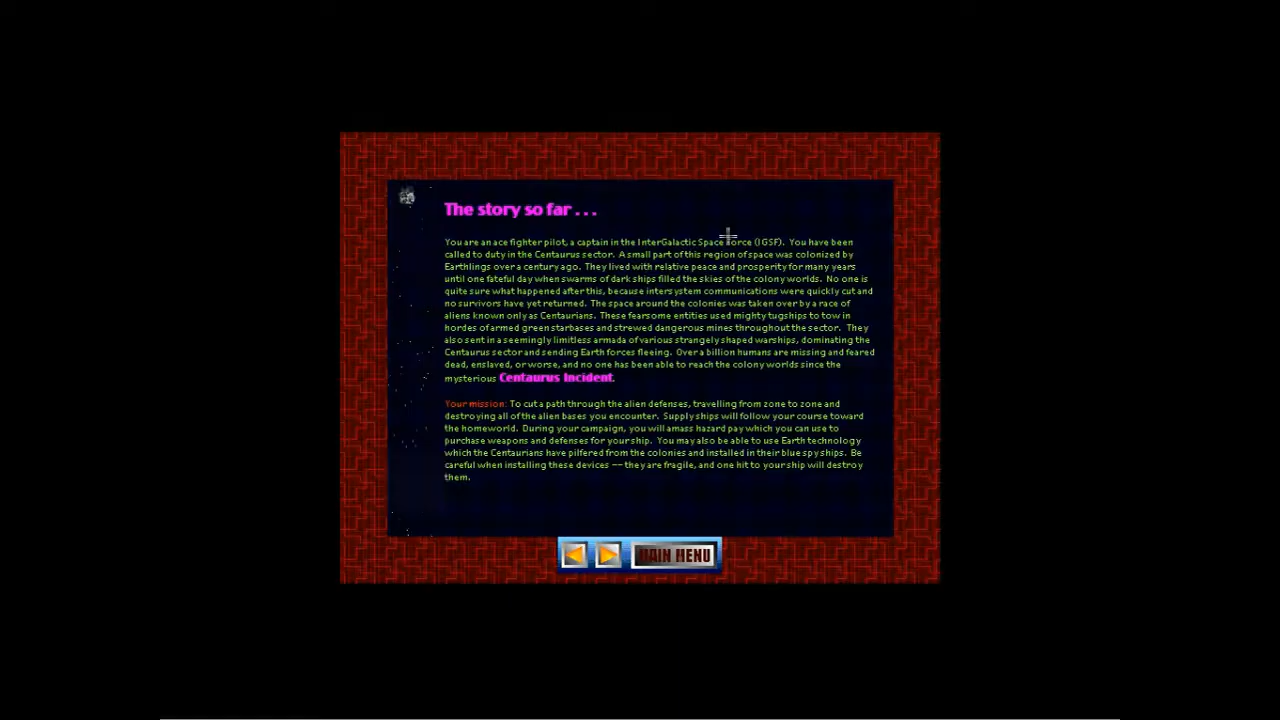 The story so far . . .
You are an ace fighter pilot, a captain in the InterGalactic Space Force (IGSF). You have been
called to duty in the Centaurus sector. A small part of this region of space was colonized by
Earthlings over a century ago. They lived with relative peace and prosperity for many years
until one fateful day when swarms of dark ships filled the skies of the colony worlds. No one is
quite sure what happened after this, because intersystem communications were quickly cut and
no survivors have yet returned. The space around the colonies was taken over by a race of
aliens known only as Centaurians. These fearsome entities used mighty tugships to tow in
hordes of armed green starbases and strewed dangerous mines throughout the sector. They
also sent in a seemingly limitless armada of various strangely shaped warships, dominating the
Centaurus sector and sending Earth forces fleeing. Over a billion humans are missing and feared
dead, enslaved, or worse, and no one has been able to reach the colony worlds since the
mysterious Centaurus Incident.
Your mission: To cut a path through the alien defenses, travelling from zone to zone and
destroying all of the alien bases you encounter. Supply ships will follow your course toward
the homeworld. During your campaign, you will amass hazard pay which you can use to
purchase weapons and defenses for your ship. You may also be able to use Earth technology
which the Centaurians have pilfered from the colonies and installed in their blue spy ships. Be
careful when installing these devices -- they are fragile, and one hit to your ship will destroy
them.
MAIN MENU